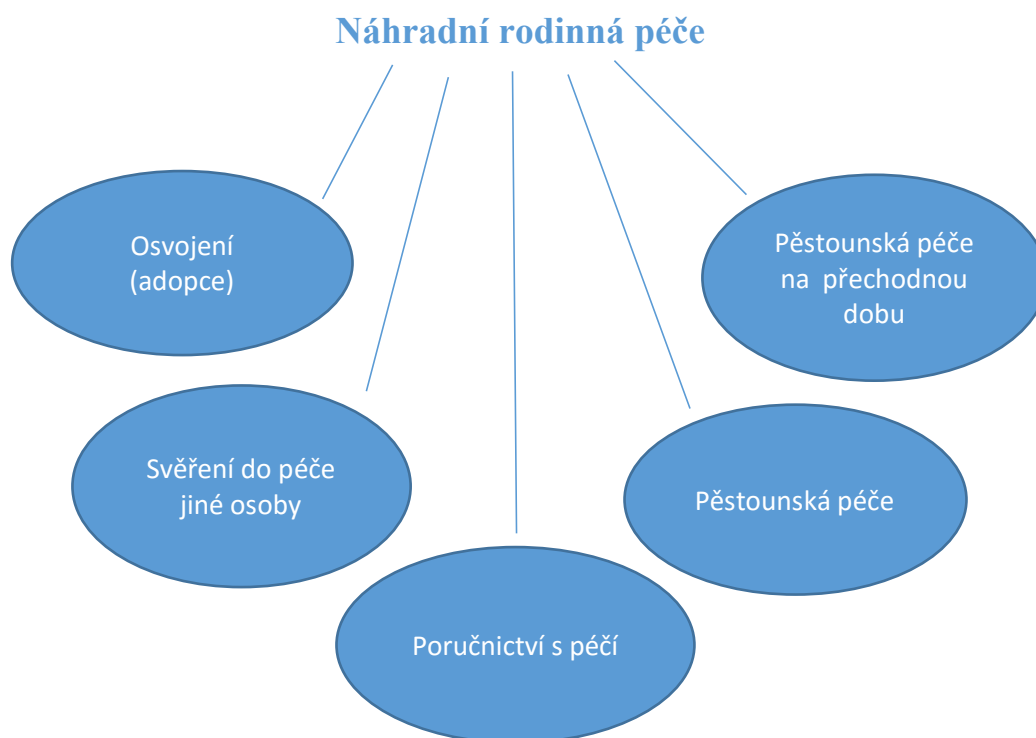 Náhradní rodinná péče
Osvojení
(adopce)
Pěstounská péče
na přechodnou
dobu
Svěření do péče
jiné osoby
Pěstounská péče
Poručnictví s péčí